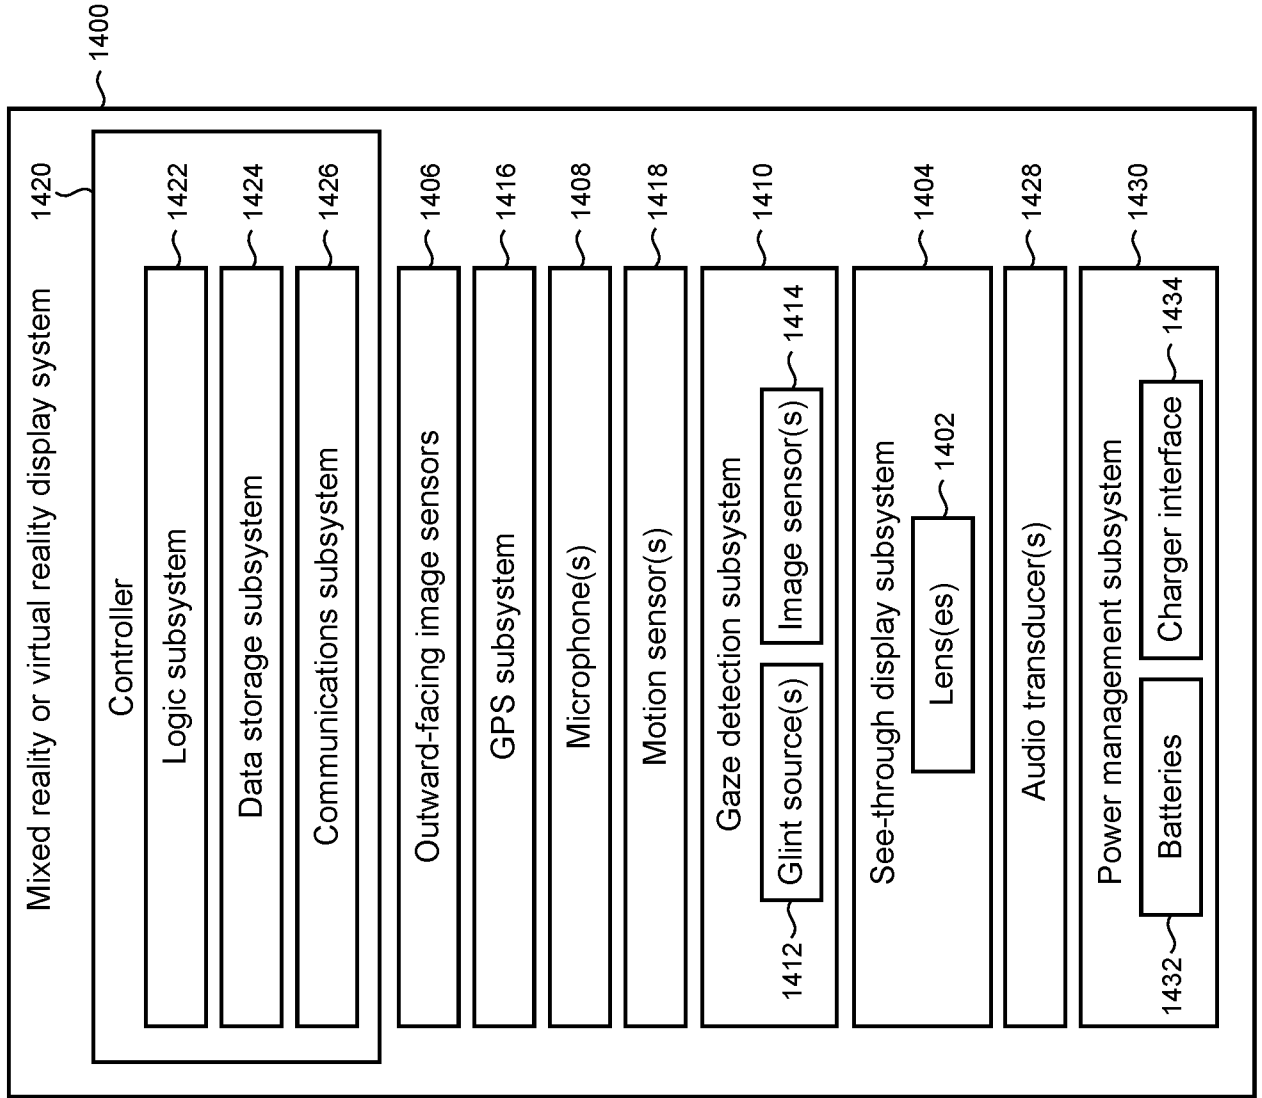 1400
Mixed reality or virtual reality display system
1420
Controller
Logic subsystem
1422
Data storage subsystem
1424
Communications subsystem
1426
Outward-facing image sensors
1406
GPS subsystem
1416
Microphone(s)
1408
Motion sensor(s)
1418
Gaze detection subsystem
1410
1412
Glint source(s)
Image sensor(s)
1414
See-through display subsystem
1404
Lens(es)
1402
Audio transducer(s)
1428
Power management subsystem
1430
1432
Batteries
Charger interface
1434